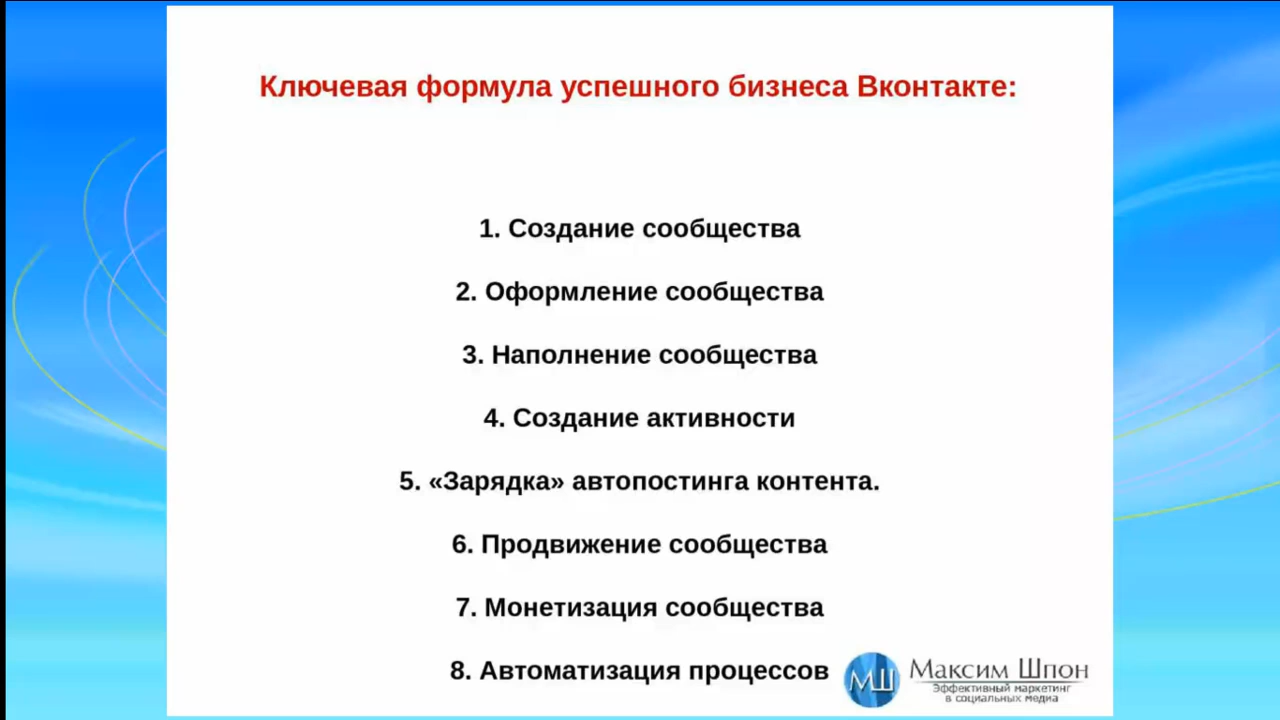 Ключевая формула успешного бизнеса Вконтакте:
1. Создание сообщества
2. Оформление сообщества
3. Наполнение сообщества
4. Создание активности
5. «Зарядка» автопостинга контента.
6. Продвижение сообщества
7. Монетизация сообщества
8. Автоматизация процессов
МШ
Максим Шпон
Эффективный маркетинг
в социальных медиа